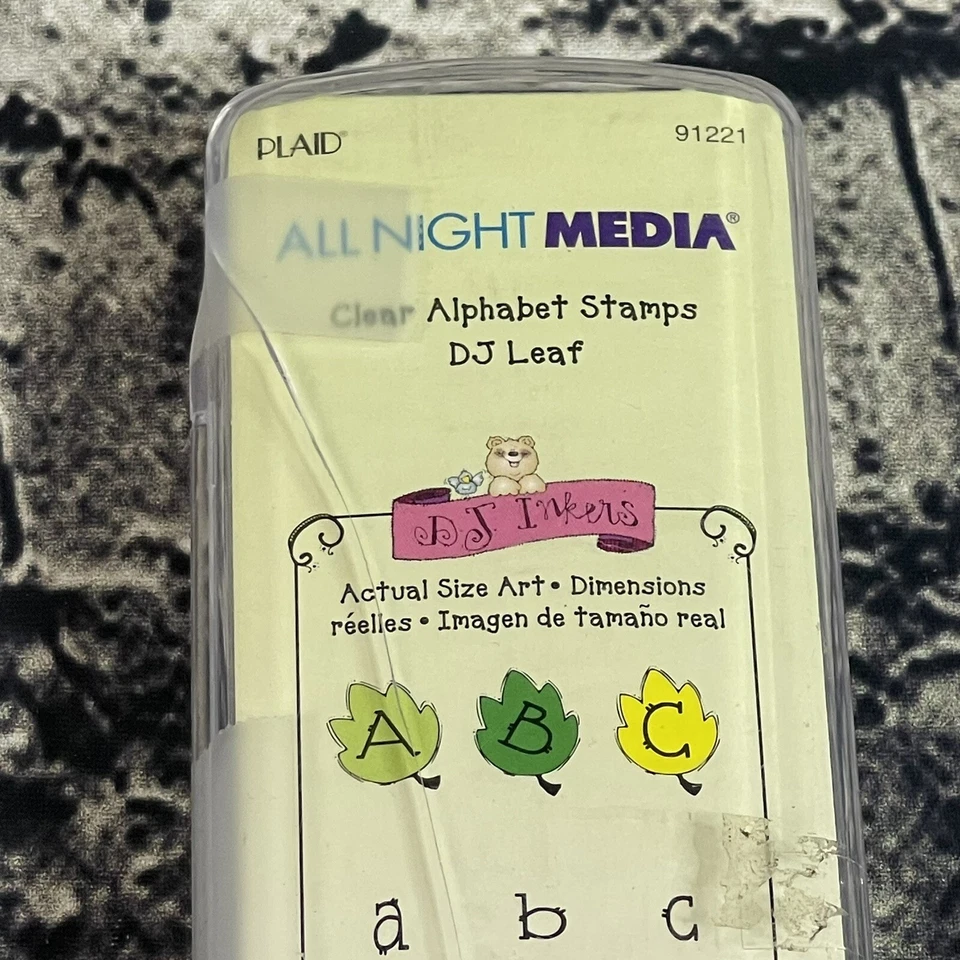 PLAID®
91221
ALL NIGHT MEDIA®
Clear Alphabet Stamps
DJ Leaf
DJ Inkers
Actual Size Art • Dimensions
réelles • Imagen de tamaño real
A B C
a b c